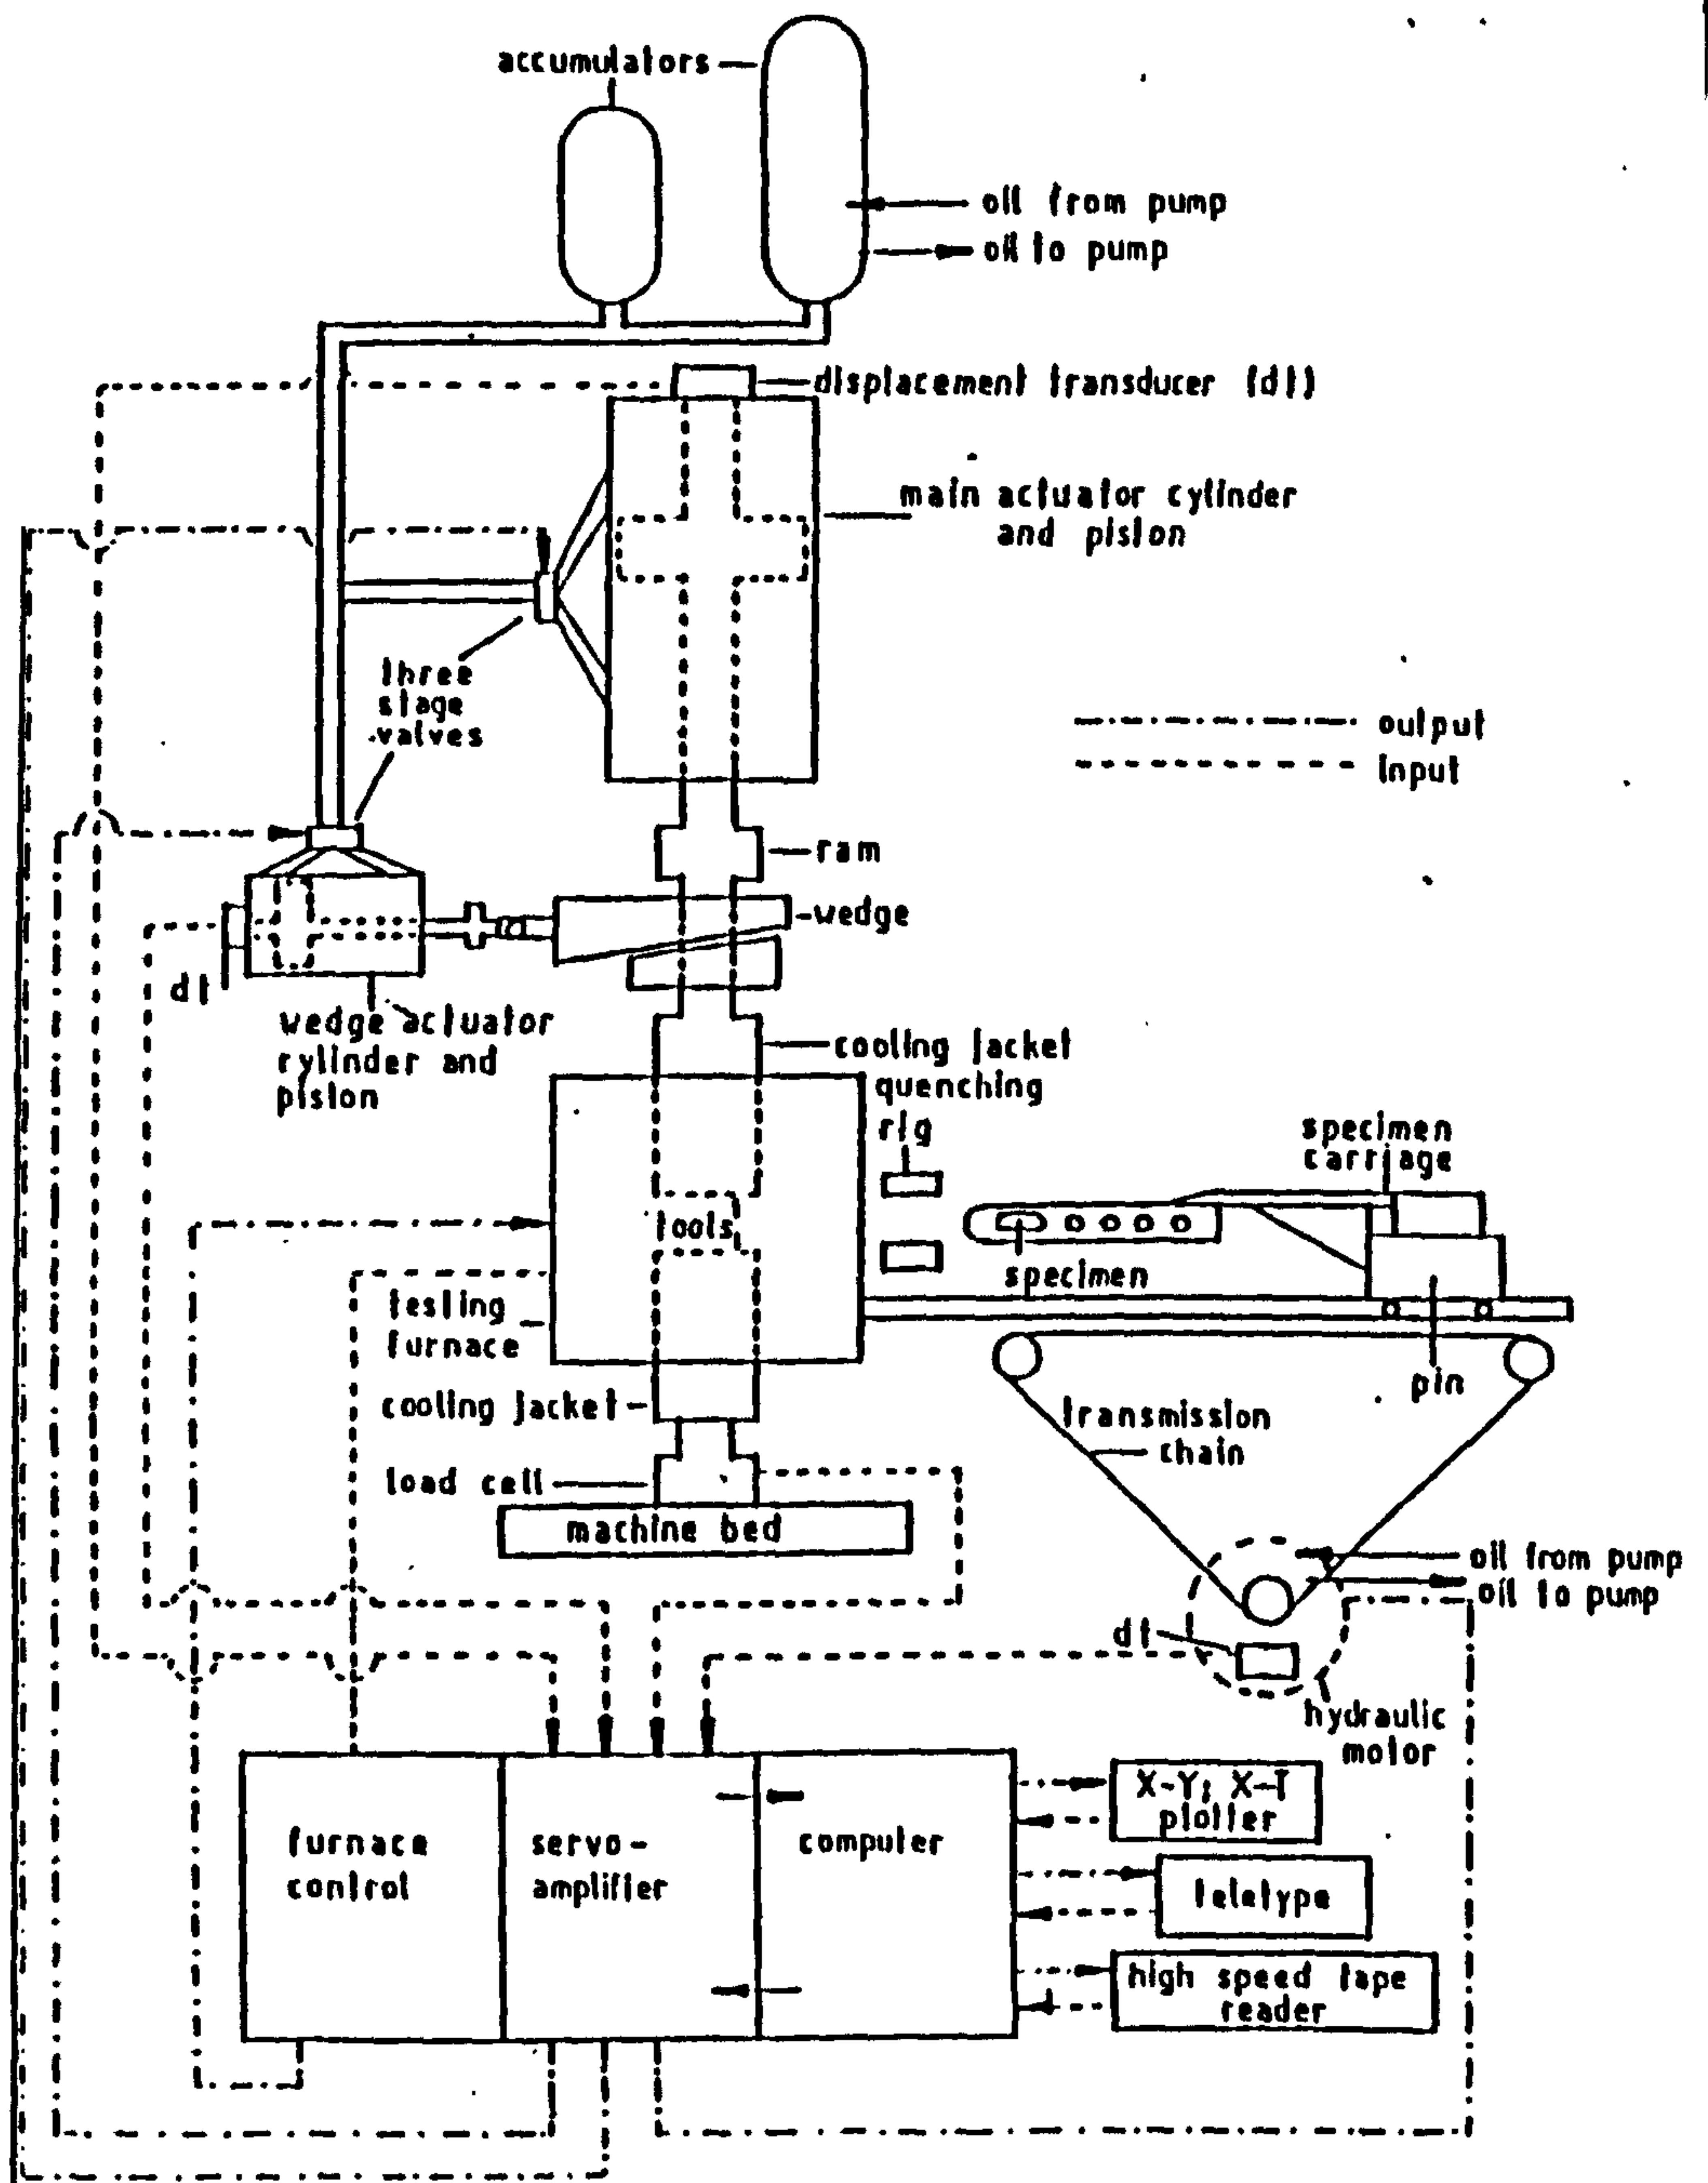 accumulators
oil from pump
oil to pump
displacement transducer (dt)
main actuator cylinder
and piston
three
stage
valves
output
input
ram
wedge
dt
wedge actuator
cylinder and
piston
cooling jacket
quenching
rig
specimen
carriage
tools
specimen
testing
furnace
pin
cooling jacket
transmission
chain
load cell
machine bed
oil from pump
oil to pump
dt
hydraulic
motor
furnace
control
servo-
amplifier
computer
X-Y; X-T
plotter
teletype
high speed tape
reader